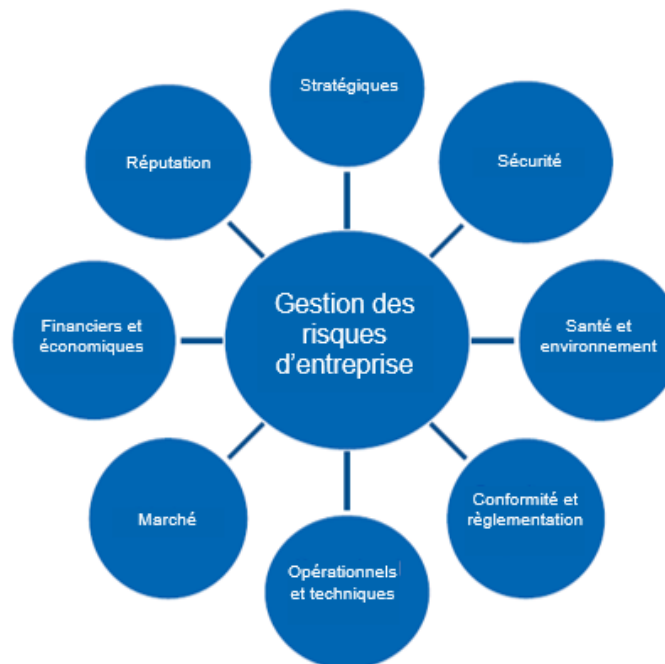 Stratégiques
Réputation
Sécurité
Gestion des
risques
d’entreprise
Financiers et
économiques
Santé et
environnement
Marché
Conformité et
règlementation
Opérationnels
et techniques